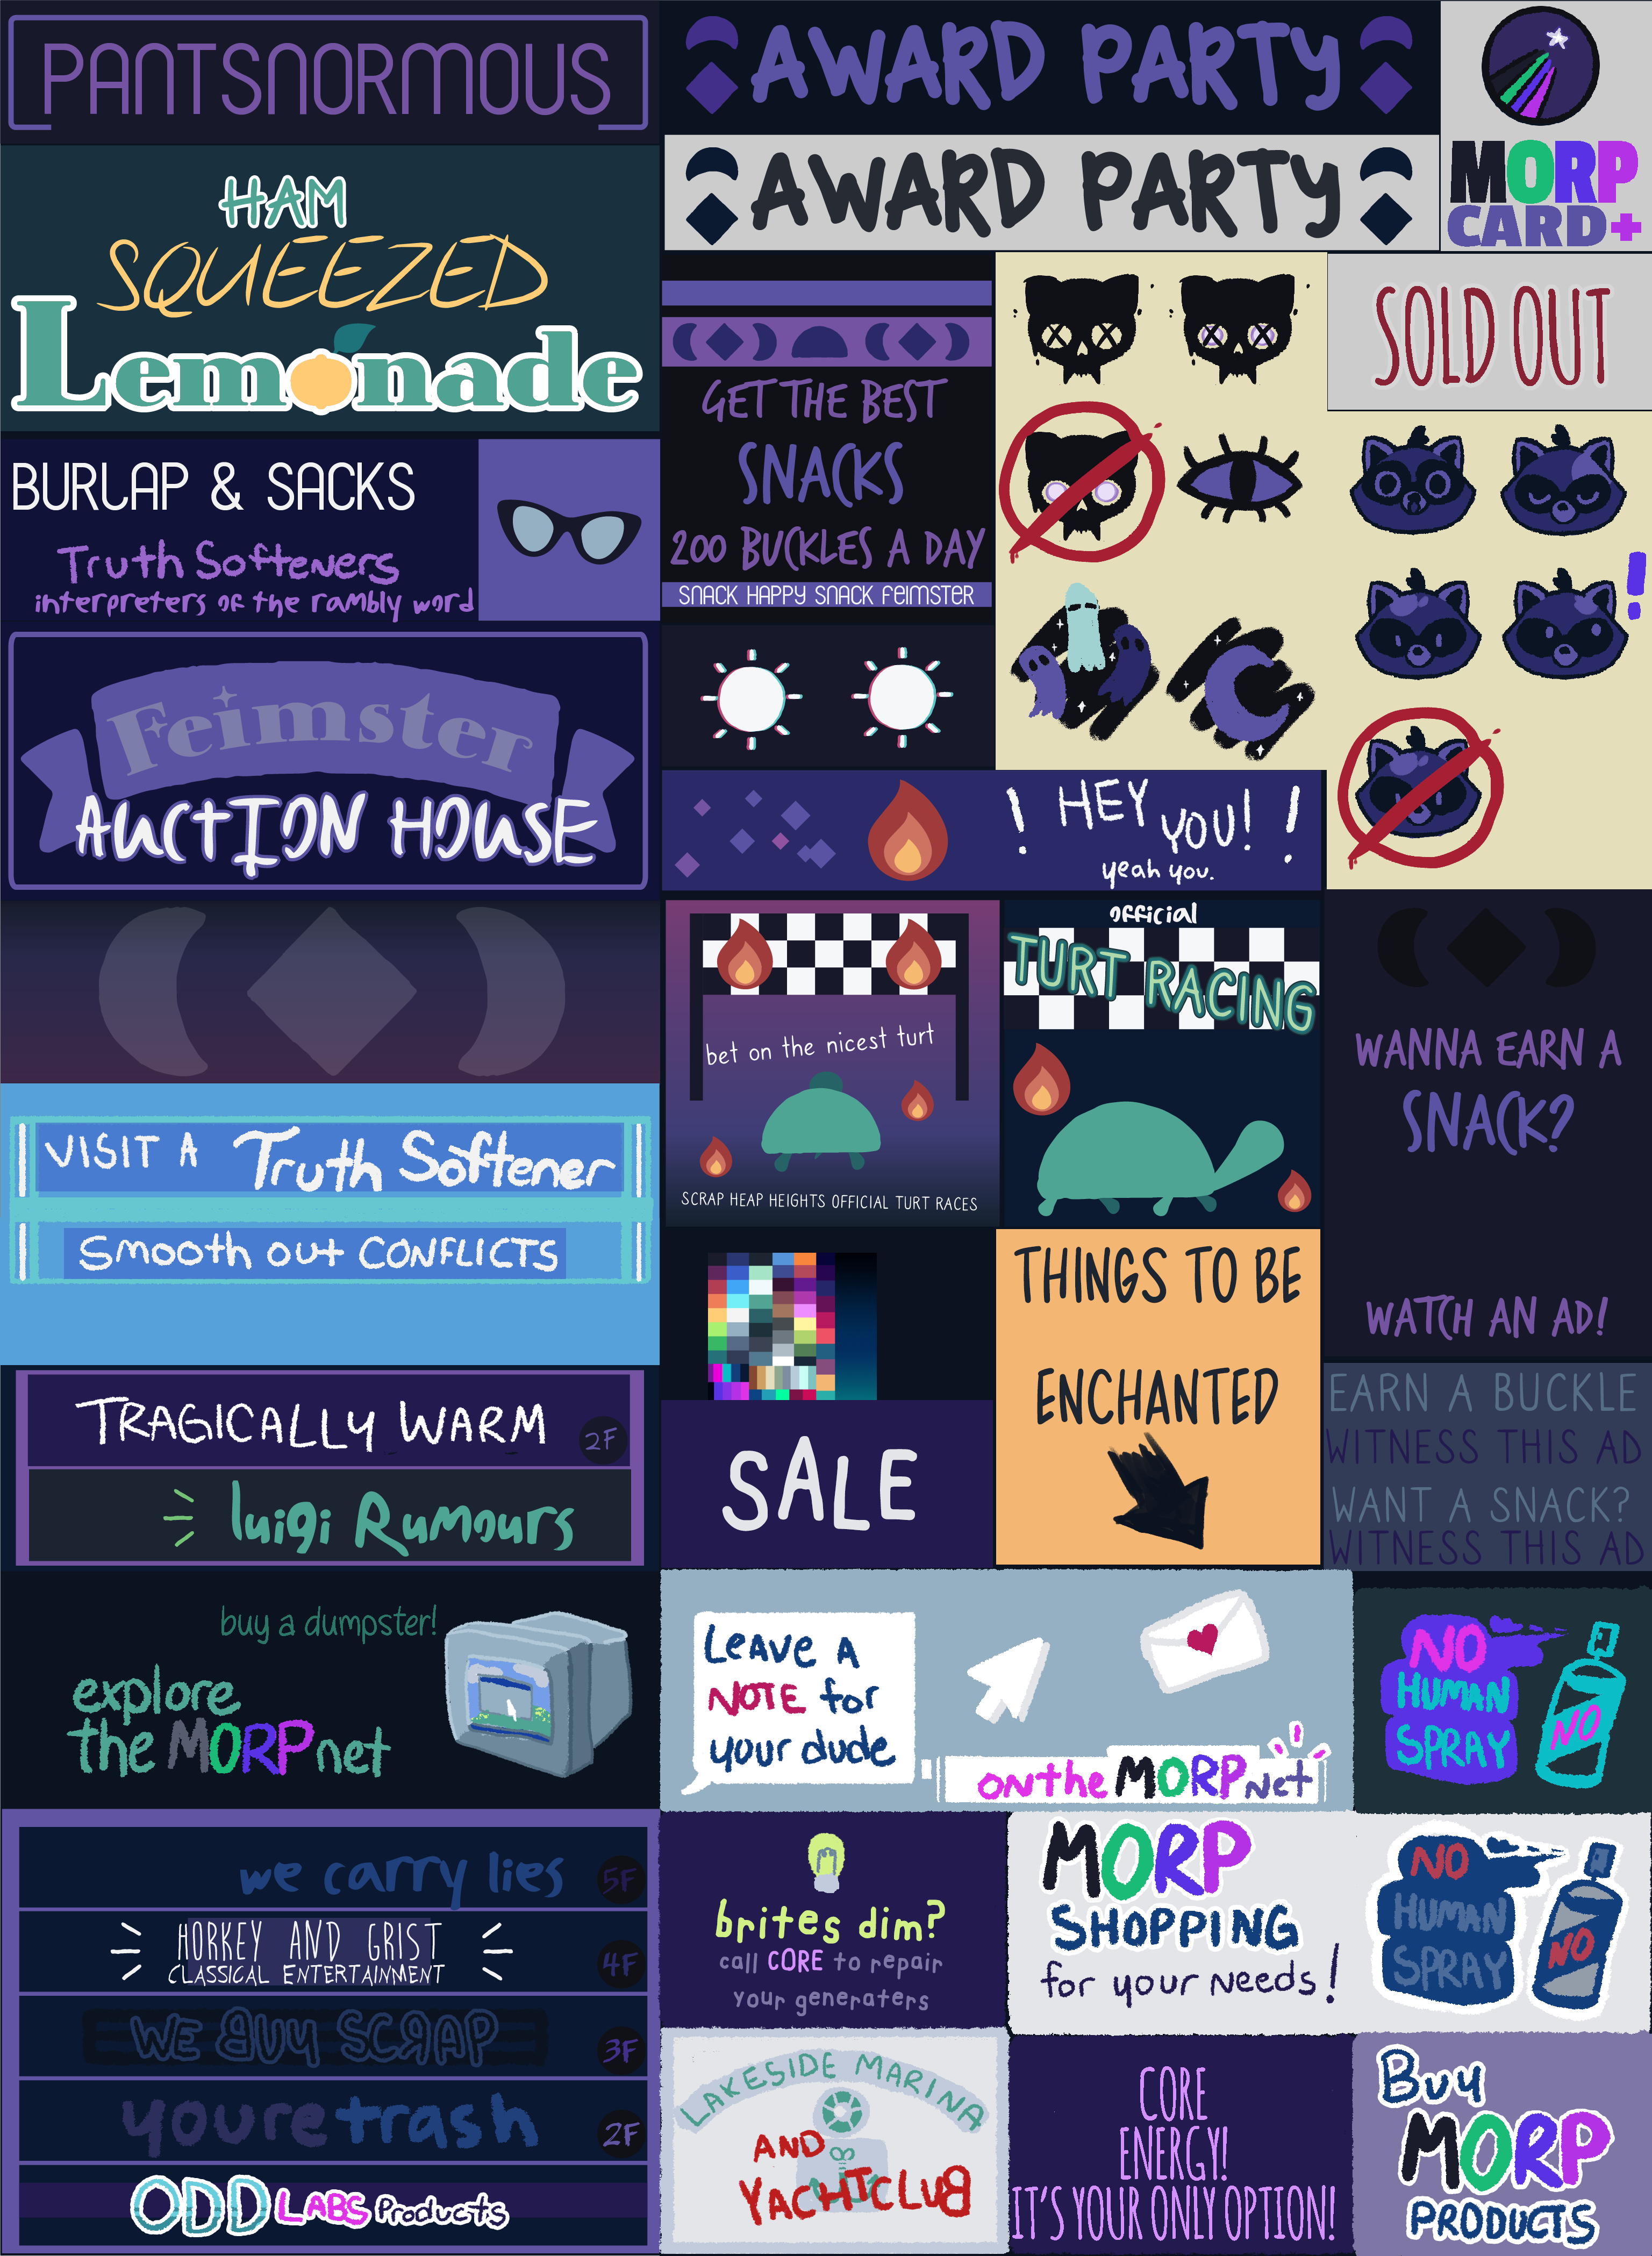 PANTSNORMOUS
AWARD PARTY
AWARD PARTY
MORP
CARD+
HAM
SQUEEZED
Lemonade
GET THE BEST
SNACKS
200 BUCKLES A DAY
SNACK HAPPY SNACK FEIMSTER
SOLD OUT
BURLAP & SACKS
Truth Softeners
interpreters of the rambly word
Feimster
AUCTION HOUSE
! HEY YOU! !
yeah you.
bet on the nicest turt
SCRAP HEAP HEIGHTS OFFICIAL TURT RACES
official
TURT RACING
WANNA EARN A
SNACK?
WATCH AN AD!
VISIT A Truth Softener
Smooth out CONFLICTS
THINGS TO BE
ENCHANTED
EARN A BUCKLE
WITNESS THIS AD
WANT A SNACK?
WITNESS THIS AD
TRAGICALLY WARM 2F
luigi Rumours
SALE
buy a dumpster!
explore
the MORPnet
LEAVE A
NOTE for
your dude
on the MORPnet
NO
HUMAN
SPRAY
NO
we carry lies 5F
HORKEY AND GRIST 4F
CLASSICAL ENTERTAINMENT
WE BUY SCRAP 3F
youre trash 2F
ODD LABS Products
brites dim?
call CORE to repair
your generaters
MORP
SHOPPING
for your needs!
NO
HUMAN
SPRAY
NO
LAKESIDE MARINA
AND
YACHTCLUB
CORE
ENERGY!
IT'S YOUR ONLY OPTION!
Buy
MORP
PRODUCTS